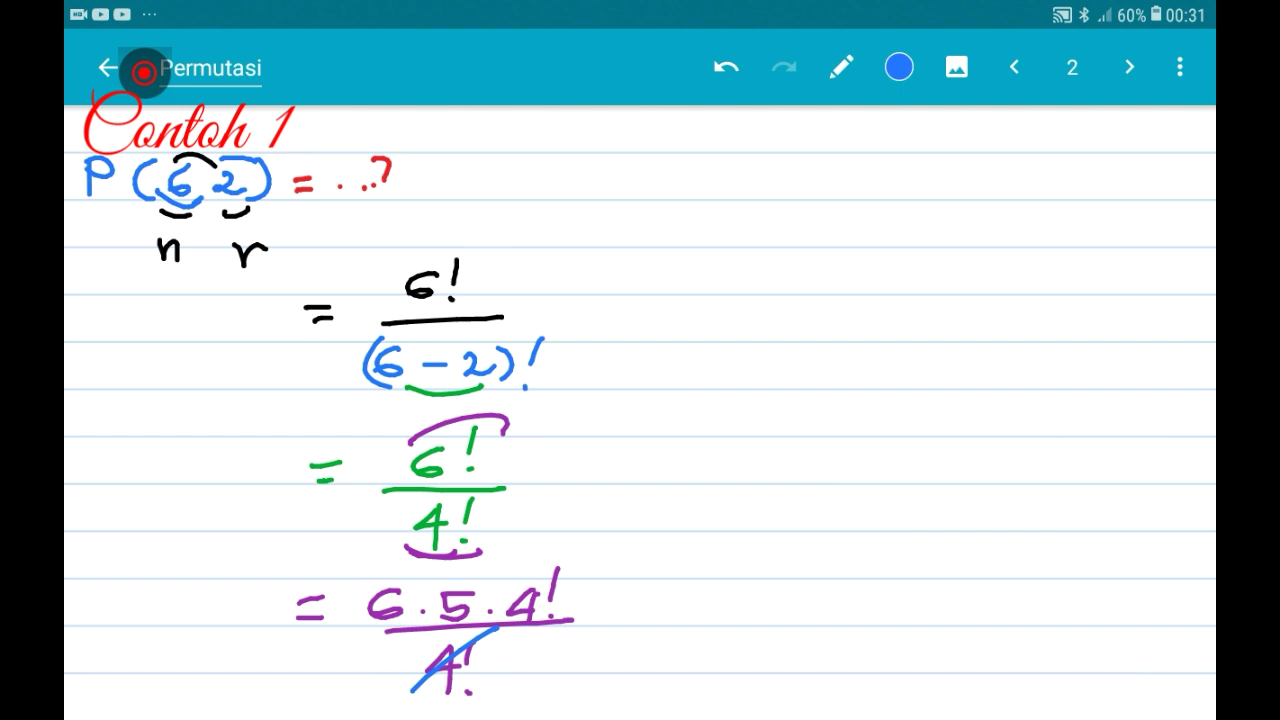 60% 00:31
Permutasi
2
Contoh 1
P (6 2) = ...?
n r
= 6!
(6 - 2)!
= 6!
4!
= 6 . 5 . 4!
4!